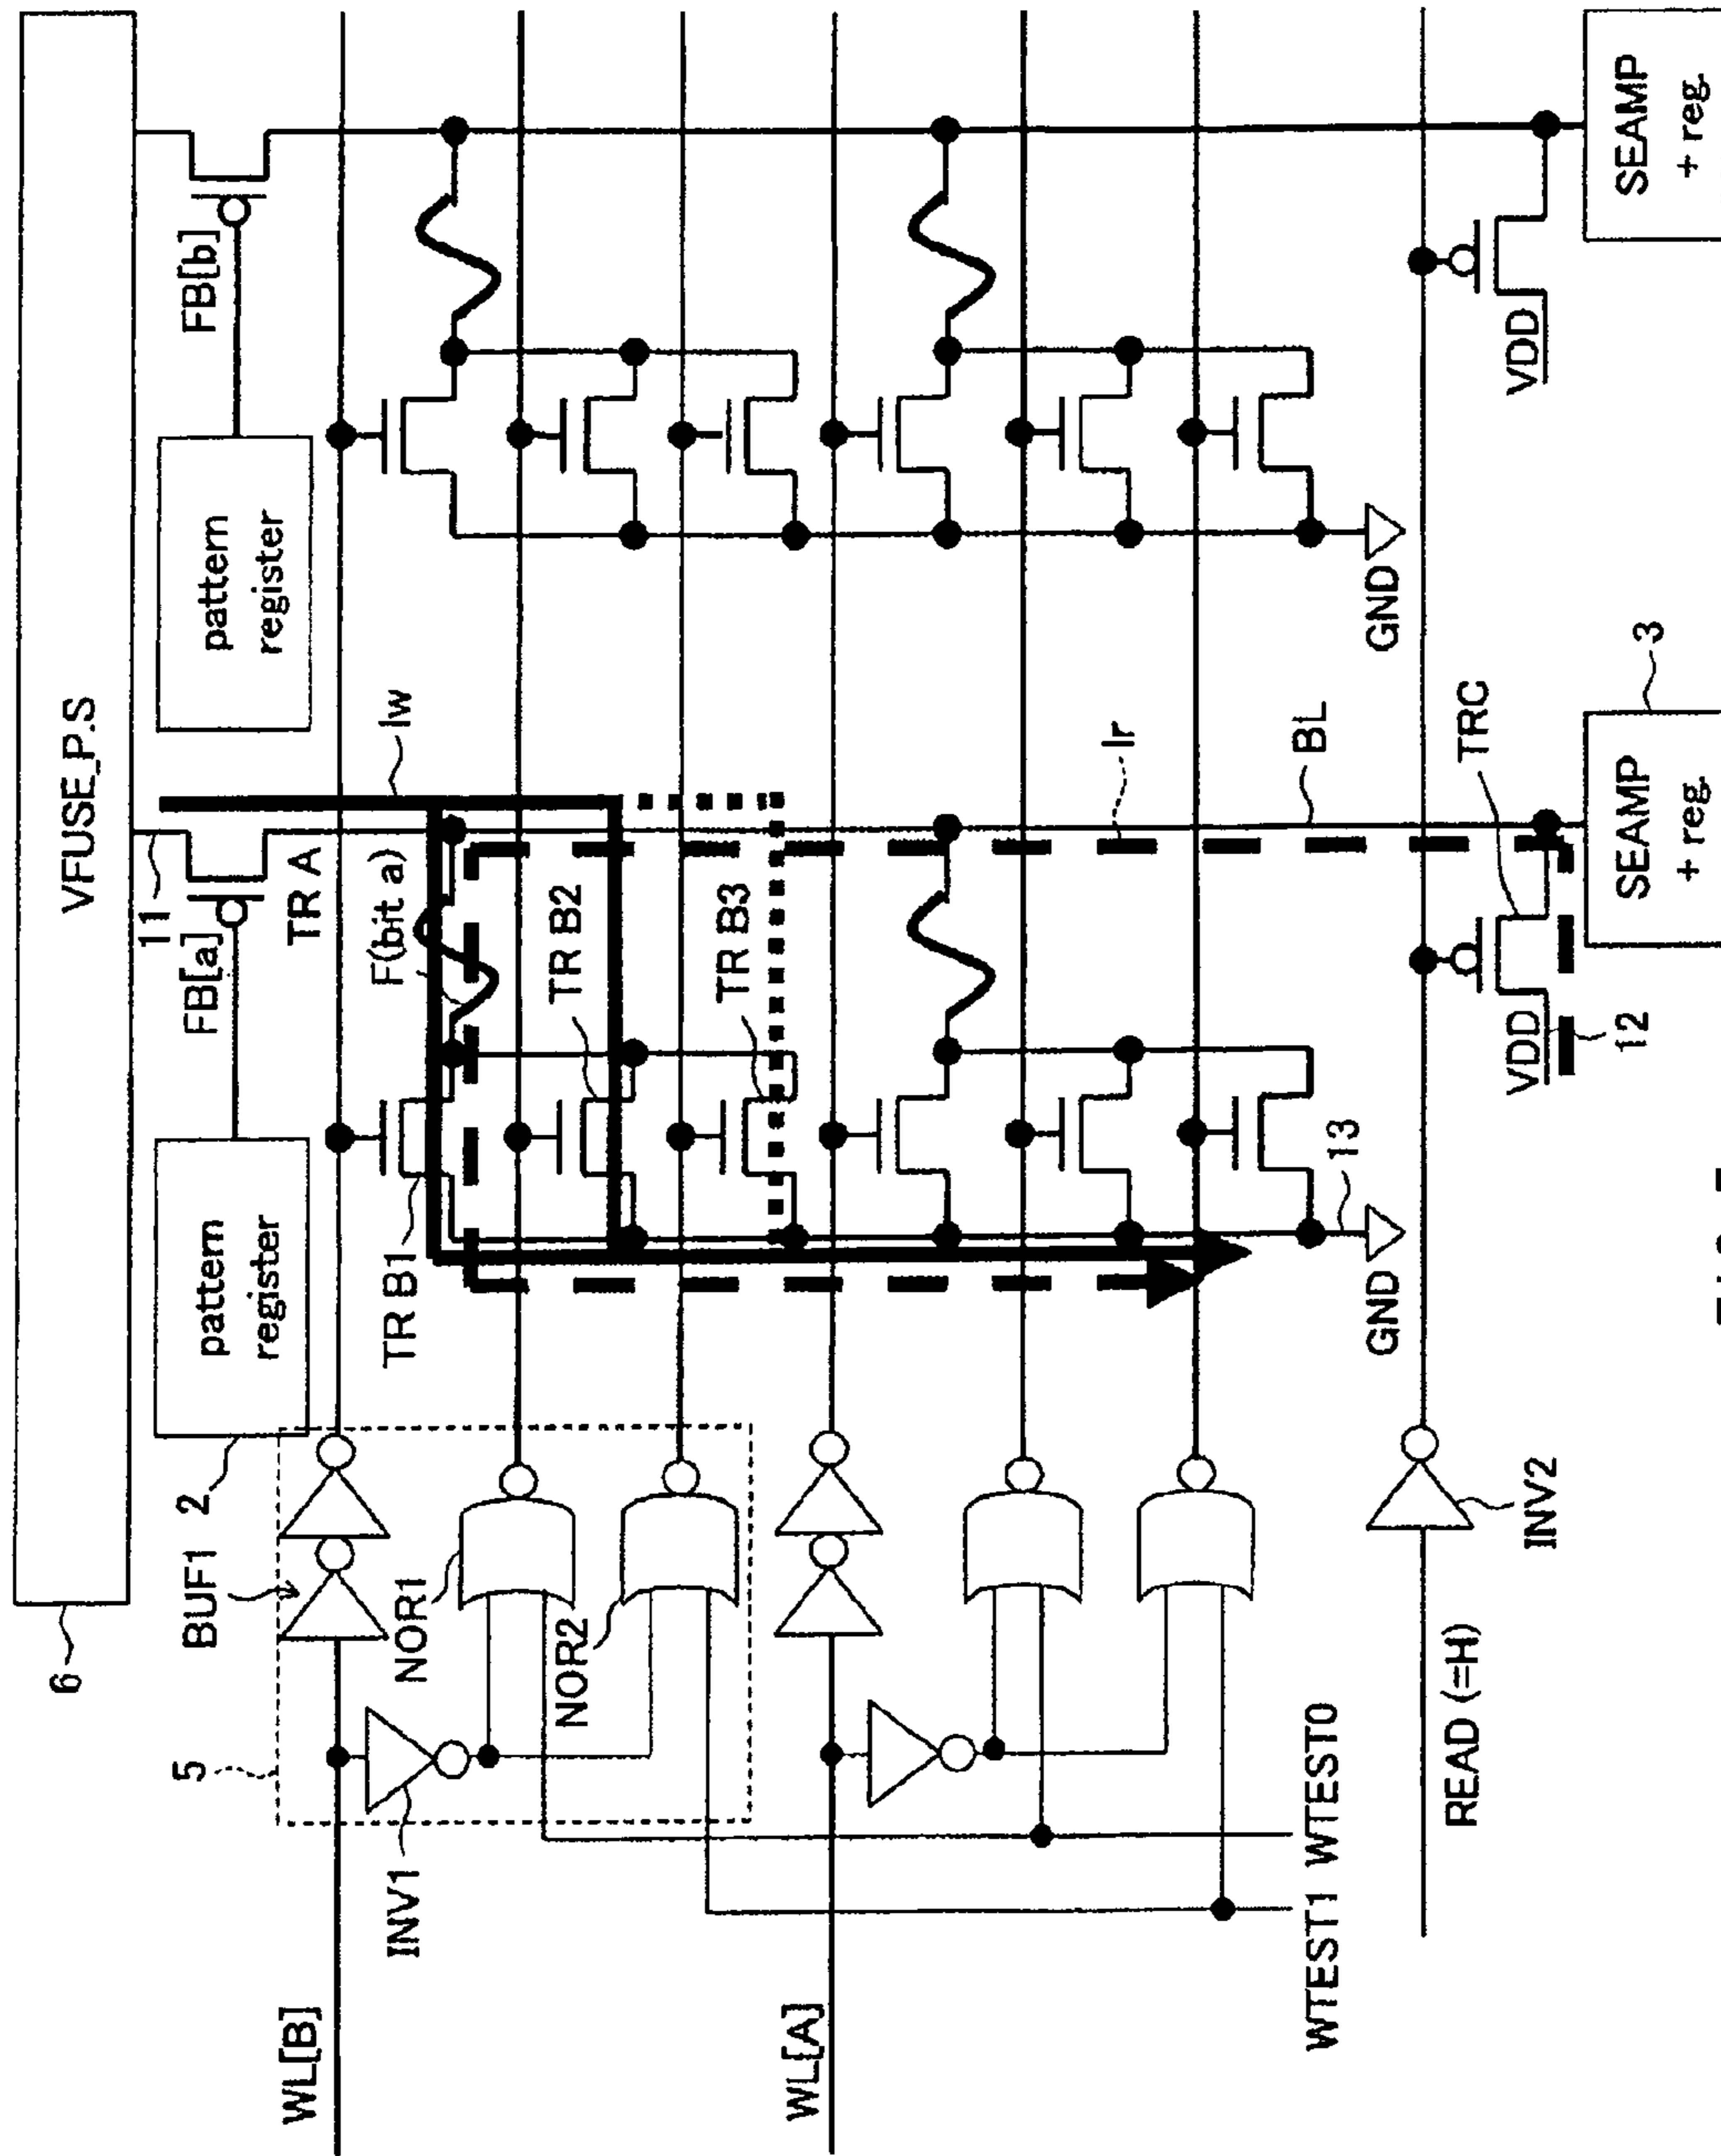 VFUSE_P.S
6
11
pattern
register
pattern
register
2
FB[a]
FB[b]
TR A
BUF1
Iw
5
WL[B]
INV1
NOR1
NOR2
TR B1
F(bit a)
TR B2
TR B3
WL[A]
Ir
BL
13
GND
GND
WTEST1 WTEST0
READ (=H)
INV2
TRC
VDD
VDD
12
3
SEAMP
+ reg.
SEAMP
+ reg.